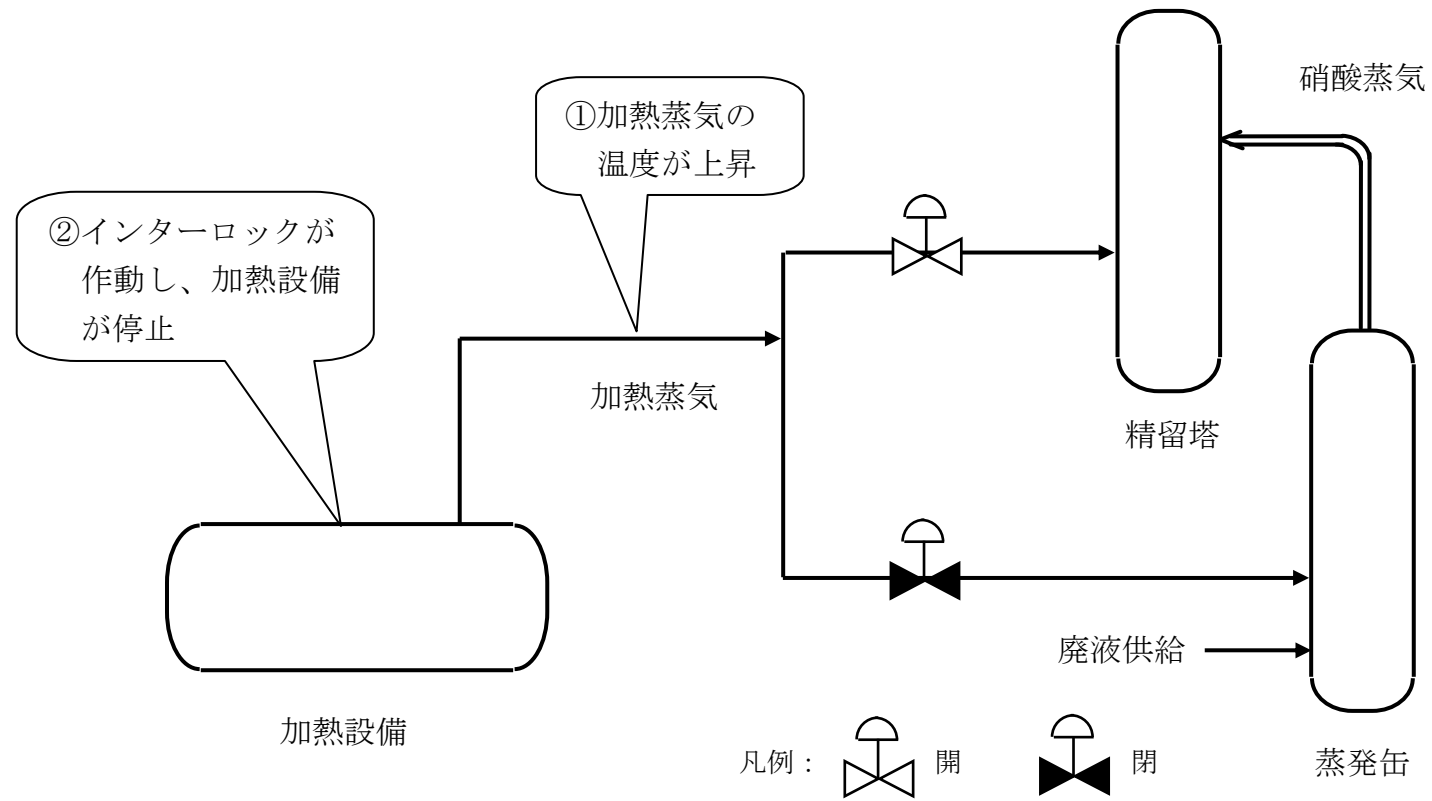 硝酸蒸気
①加熱蒸気の
温度が上昇
②インターロックが
作動し、加熱設備
が停止
加熱蒸気
精留塔
廃液供給
加熱設備
凡例：
開
閉
蒸発缶